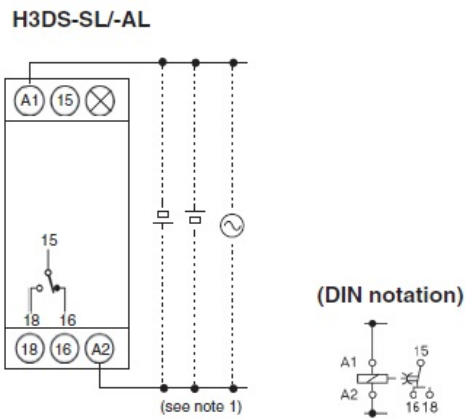 H3DS-SL/-AL
A1 15
15
18 16
18 16 A2
(see note 1)
(DIN notation)
A1 15
A2
16 18